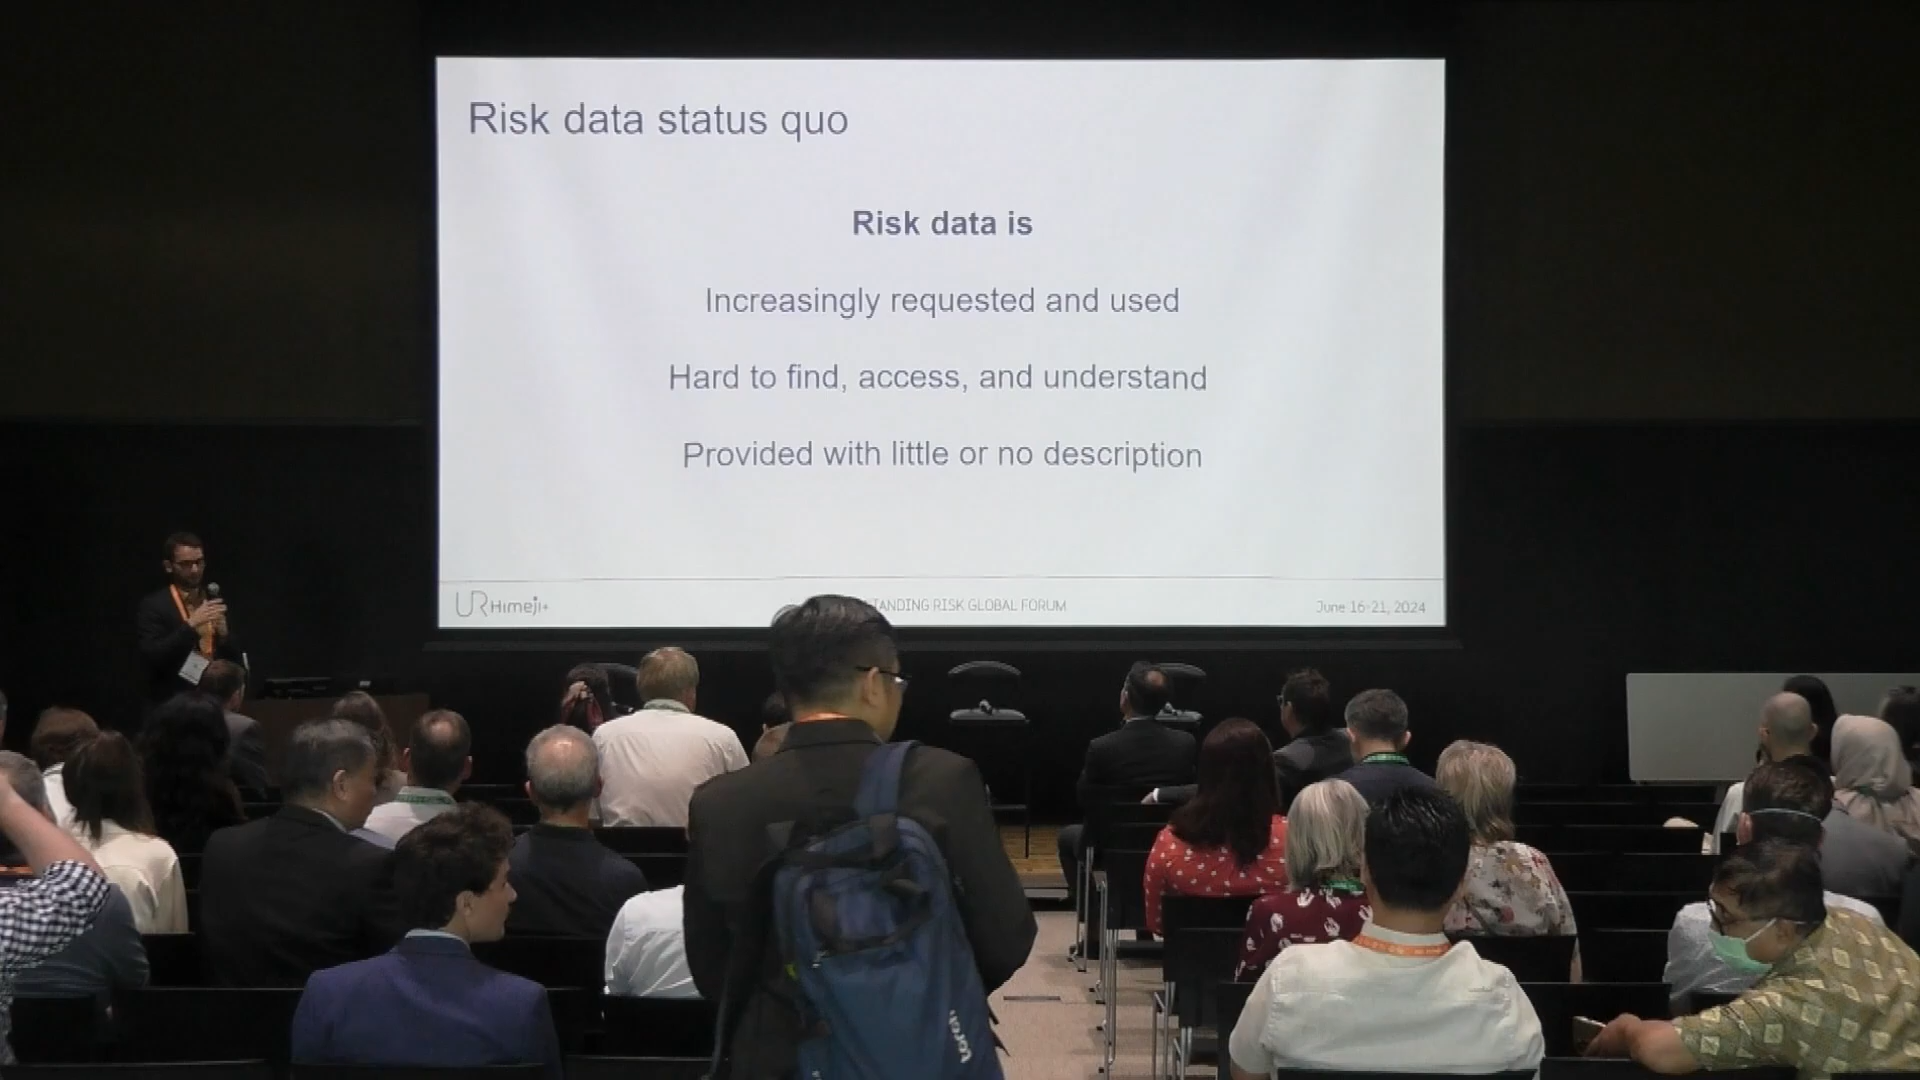 Risk data status quo
Risk data is
Increasingly requested and used
Hard to find, access, and understand
Provided with little or no description
UR Himeji+
RISK GLOBAL FORUM
June 16-21, 2024